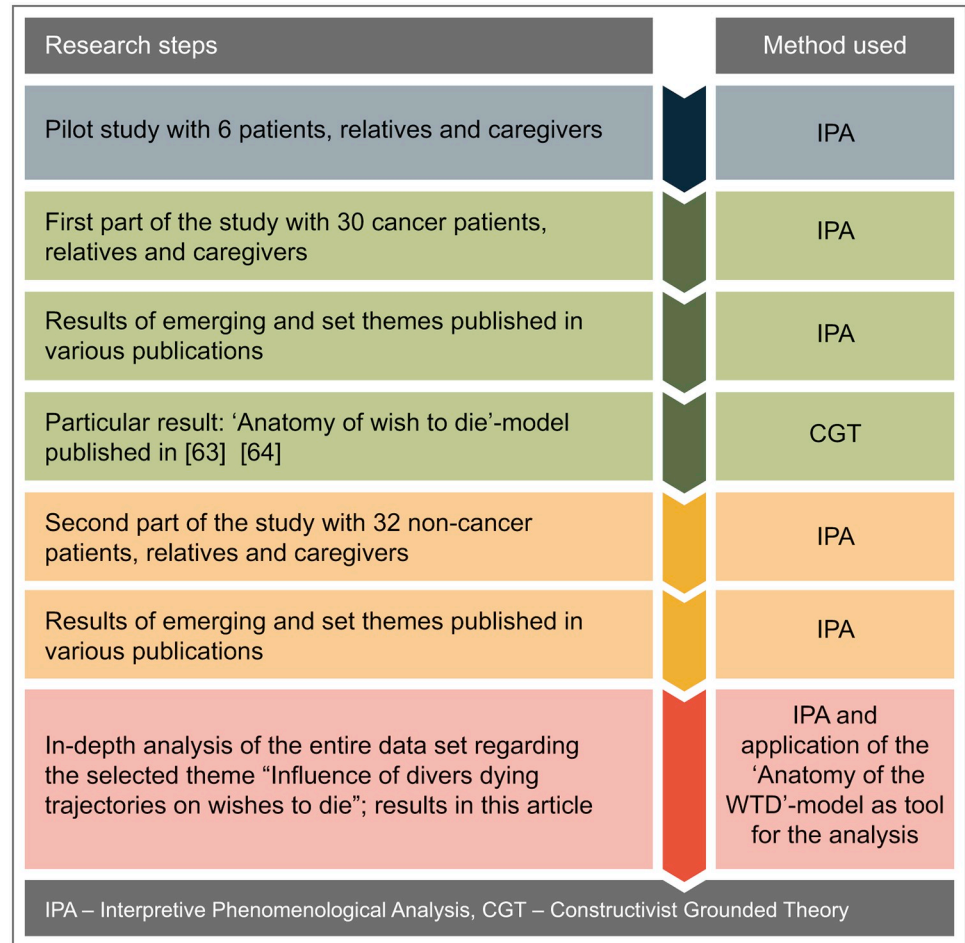 Research steps
Method used
Pilot study with 6 patients, relatives and caregivers
IPA
First part of the study with 30 cancer patients,
relatives and caregivers
IPA
Results of emerging and set themes published in
various publications
IPA
Particular result: ‘Anatomy of wish to die’-model
published in [63] [64]
CGT
Second part of the study with 32 non-cancer
patients, relatives and caregivers
IPA
Results of emerging and set themes published in
various publications
IPA
In-depth analysis of the entire data set regarding
the selected theme “Influence of divers dying
trajectories on wishes to die”; results in this article
IPA and
application of the
‘Anatomy of the
WTD’-model as tool
for the analysis
IPA – Interpretive Phenomenological Analysis, CGT – Constructivist Grounded Theory